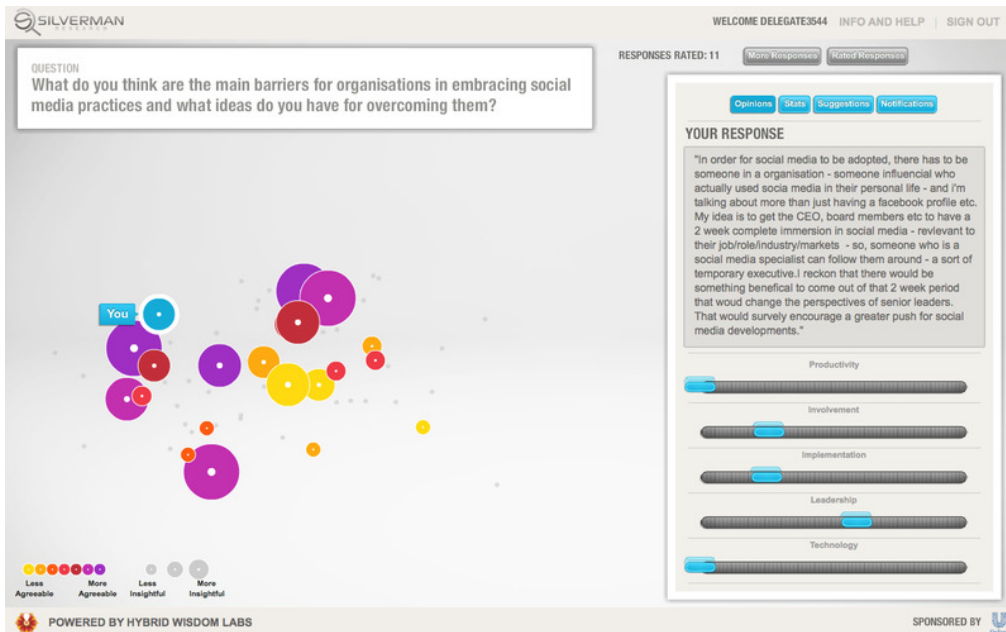 SILVERMAN
RESEARCH
WELCOME DELEGATE3544 INFO AND HELP | SIGN OUT
QUESTION
What do you think are the main barriers for organisations in embracing social
media practices and what ideas do you have for overcoming them?
RESPONSES RATED: 11 More Responses Rated Responses
Opinions Stats Suggestions Notifications
YOUR RESPONSE
"In order for social media to be adopted, there has to be
someone in a organisation - someone influencial who
actually used socia media in their personal life - and i'm
talking about more than just having a facebook profile etc.
My idea is to get the CEO, board members etc to have a
2 week complete immersion in social media - revlevant to
their job/role/industry/markets - so, someone who is a
social media specialist can follow them around - a sort of
temporary executive.I reckon that there would be
something benefical to come out of that 2 week period
that woud change the perspectives of senior leaders.
That would survely encourage a greater push for social
media developments."
You
Productivity
Involvement
Implementation
Leadership
Technology
Less
Agreeable
More
Agreeable
Less
Insightful
More
Insightful
POWERED BY HYBRID WISDOM LABS
SPONSORED BY